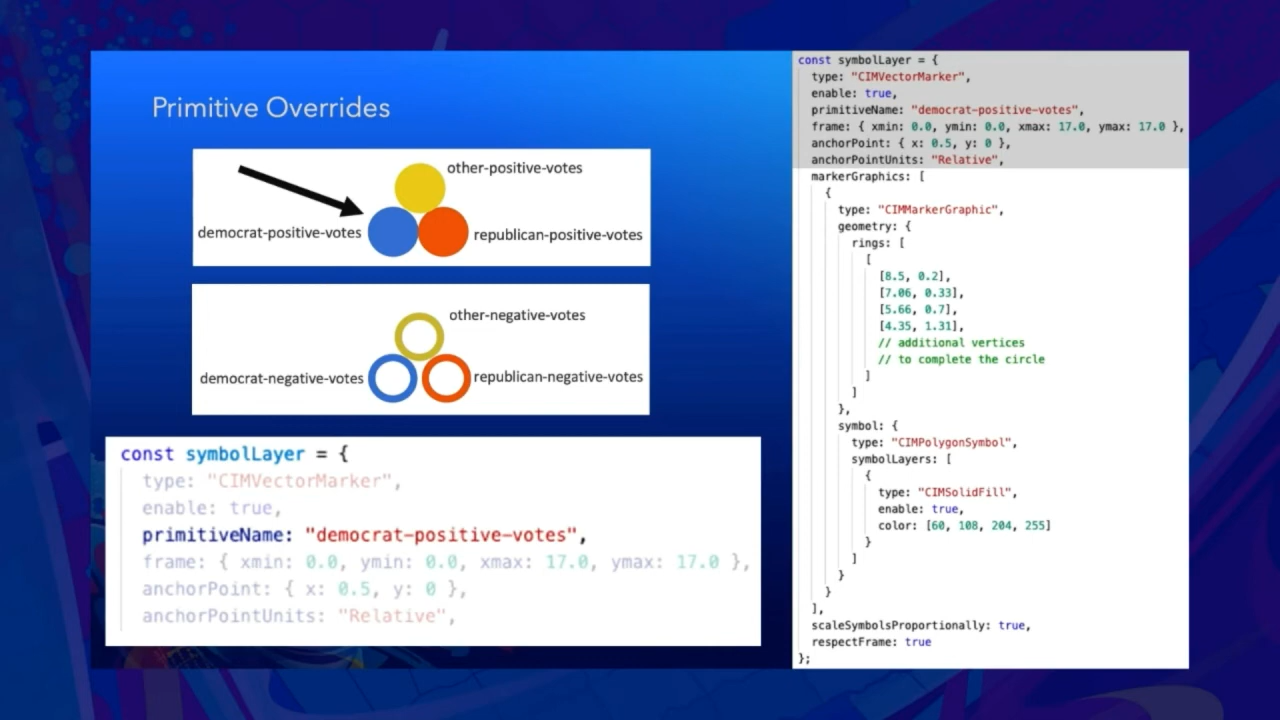 Primitive Overrides
other-positive-votes
democrat-positive-votes
republican-positive-votes
other-negative-votes
democrat-negative-votes
republican-negative-votes
const symbolLayer = {
type: "CIMVectorMarker",
enable: true,
primitiveName: "democrat-positive-votes",
frame: { xmin: 0.0, ymin: 0.0, xmax: 17.0, ymax: 17.0 },
anchorPoint: { x: 0.5, y: 0 },
anchorPointUnits: "Relative",
const symbolLayer = {
type: "CIMVectorMarker",
enable: true,
primitiveName: "democrat-positive-votes",
frame: { xmin: 0.0, ymin: 0.0, xmax: 17.0, ymax: 17.0 },
anchorPoint: { x: 0.5, y: 0 },
anchorPointUnits: "Relative",
markerGraphics: [
{
type: "CIMMarkerGraphic",
geometry: {
rings: [
[
[8.5, 0.2],
[7.06, 0.33],
[5.66, 0.7],
[4.35, 1.31],
// additional vertices
// to complete the circle
]
]
},
symbol: {
type: "CIMPolygonSymbol",
symbolLayers: [
{
type: "CIMSolidFill",
enable: true,
color: [60, 108, 204, 255]
}
]
}
}
],
scaleSymbolsProportionally: true,
respectFrame: true
};